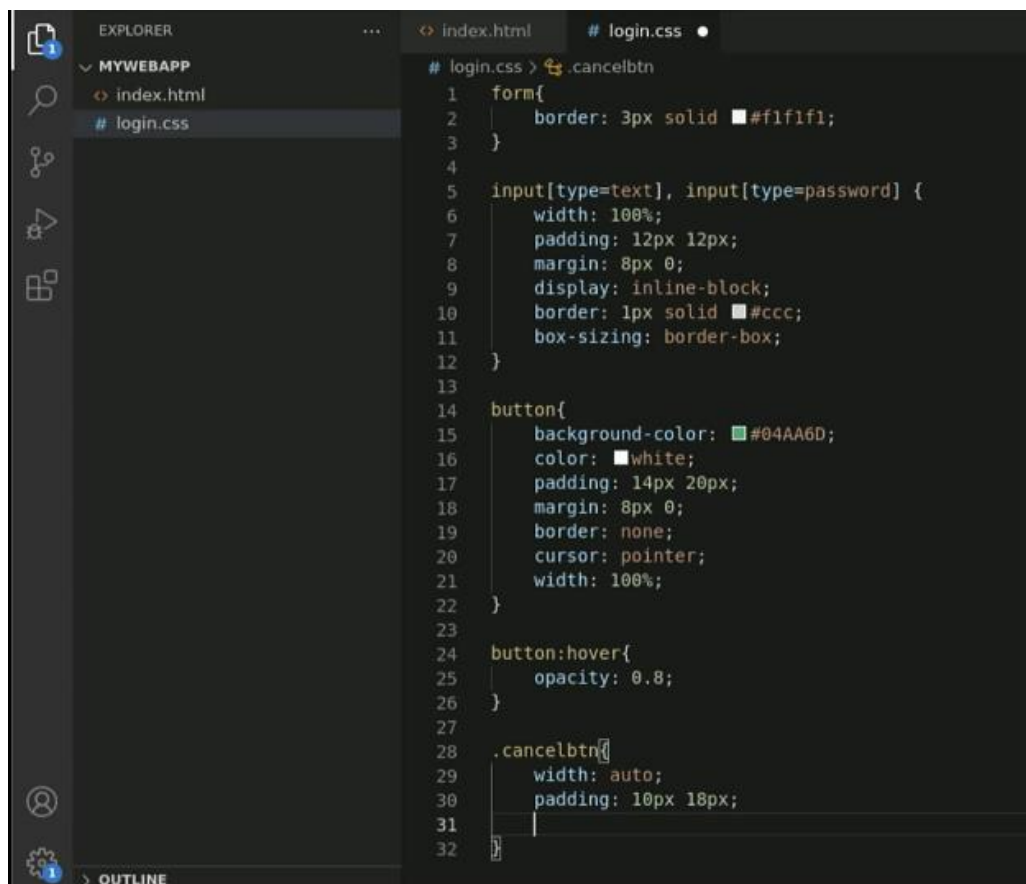 EXPLORER ...
MYWEBAPP
index.html
# login.css
1
1
OUTLINE
index.html # login.css
# login.css > .cancelbtn
1 form{
2 border: 3px solid #f1f1f1;
3 }
4
5 input[type=text], input[type=password] {
6 width: 100%;
7 padding: 12px 12px;
8 margin: 8px 0;
9 display: inline-block;
10 border: 1px solid #ccc;
11 box-sizing: border-box;
12 }
13
14 button{
15 background-color: #04AA6D;
16 color: white;
17 padding: 14px 20px;
18 margin: 8px 0;
19 border: none;
20 cursor: pointer;
21 width: 100%;
22 }
23
24 button:hover{
25 opacity: 0.8;
26 }
27
28 .cancelbtn{
29 width: auto;
30 padding: 10px 18px;
31
32 }